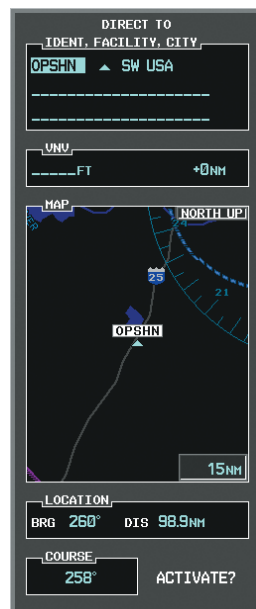 DIRECT TO
IDENT, FACILITY, CITY
OPSHN SW USA
VNV
_____FT +0NM
MAP
NORTH UP
25
21
OPSHN
15NM
LOCATION
BRG 260° DIS 98.9NM
COURSE
258° ACTIVATE?